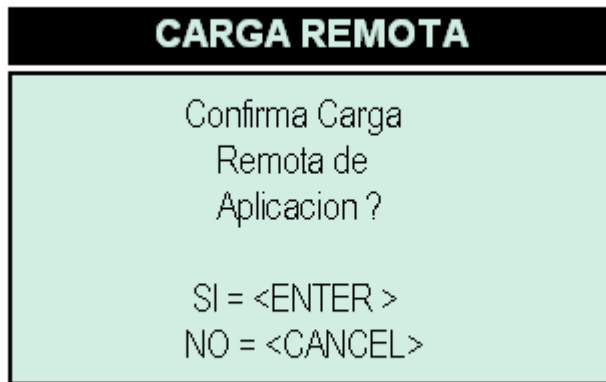 CARGA REMOTA
Confirma Carga
Remota de
Aplicacion ?
SI = <ENTER >
NO = <CANCEL>